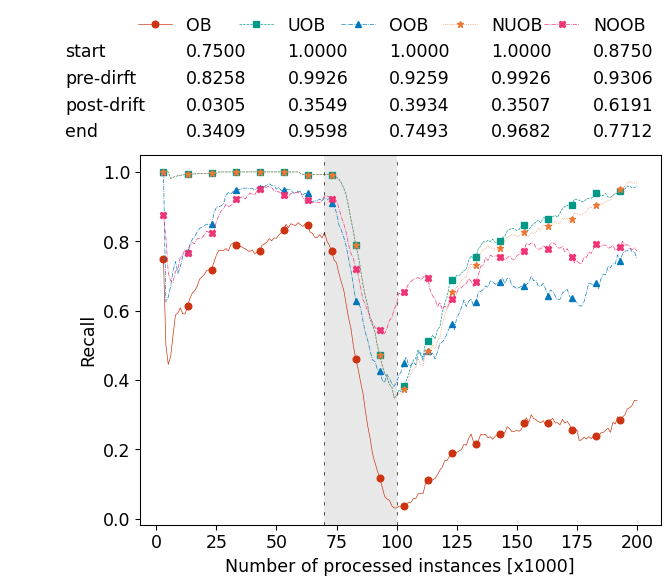 OB UOB OOB NUOB NOOB
start 0.7500 1.0000 1.0000 1.0000 0.8750
pre-dirft 0.8258 0.9926 0.9259 0.9926 0.9306
post-drift 0.0305 0.3549 0.3934 0.3507 0.6191
end 0.3409 0.9598 0.7493 0.9682 0.7712
1.0
0.8
0.6
0.4
0.2
0.0
Recall
0 25 50 75 100 125 150 175 200
Number of processed instances [x1000]